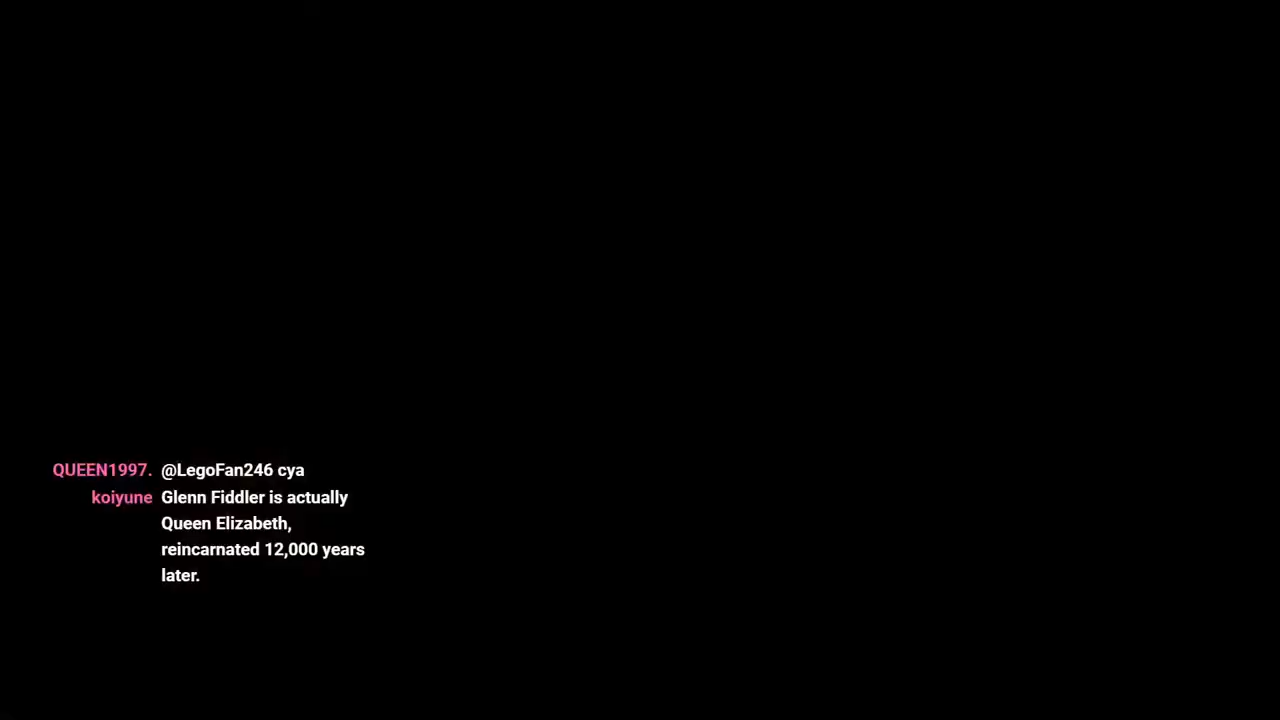 QUEEN1997. @LegoFan246 cya
koiyune Glenn Fiddler is actually
Queen Elizabeth,
reincarnated 12,000 years
later.